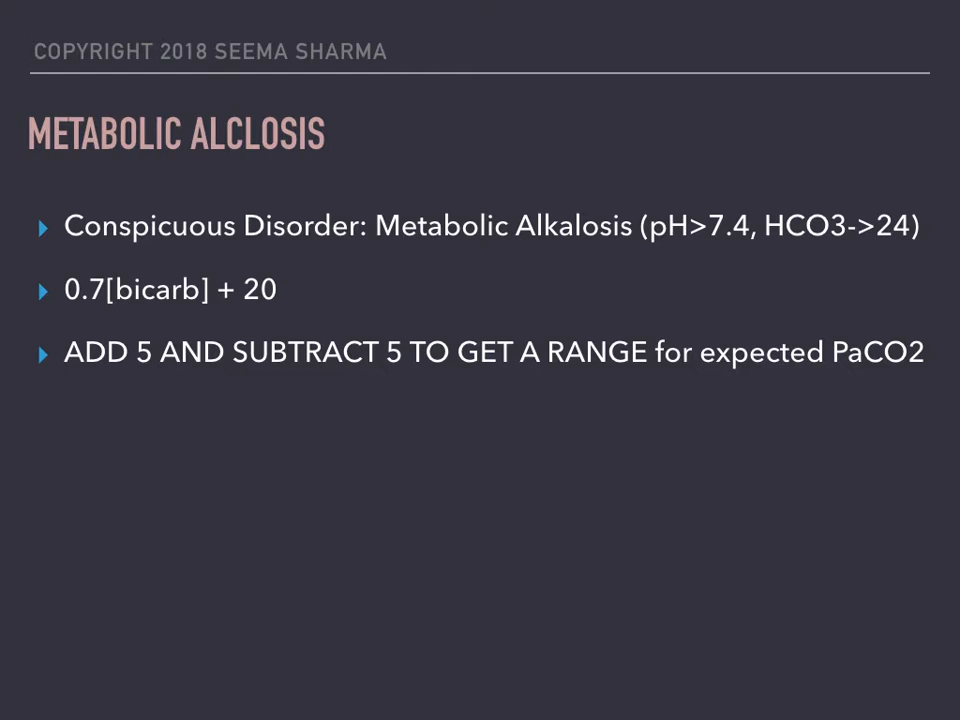 COPYRIGHT 2018 SEEMA SHARMA
METABOLIC ALCLOSIS
Conspicuous Disorder: Metabolic Alkalosis (pH>7.4, HCO3->24)
0.7[bicarb] + 20
ADD 5 AND SUBTRACT 5 TO GET A RANGE for expected PaCO2